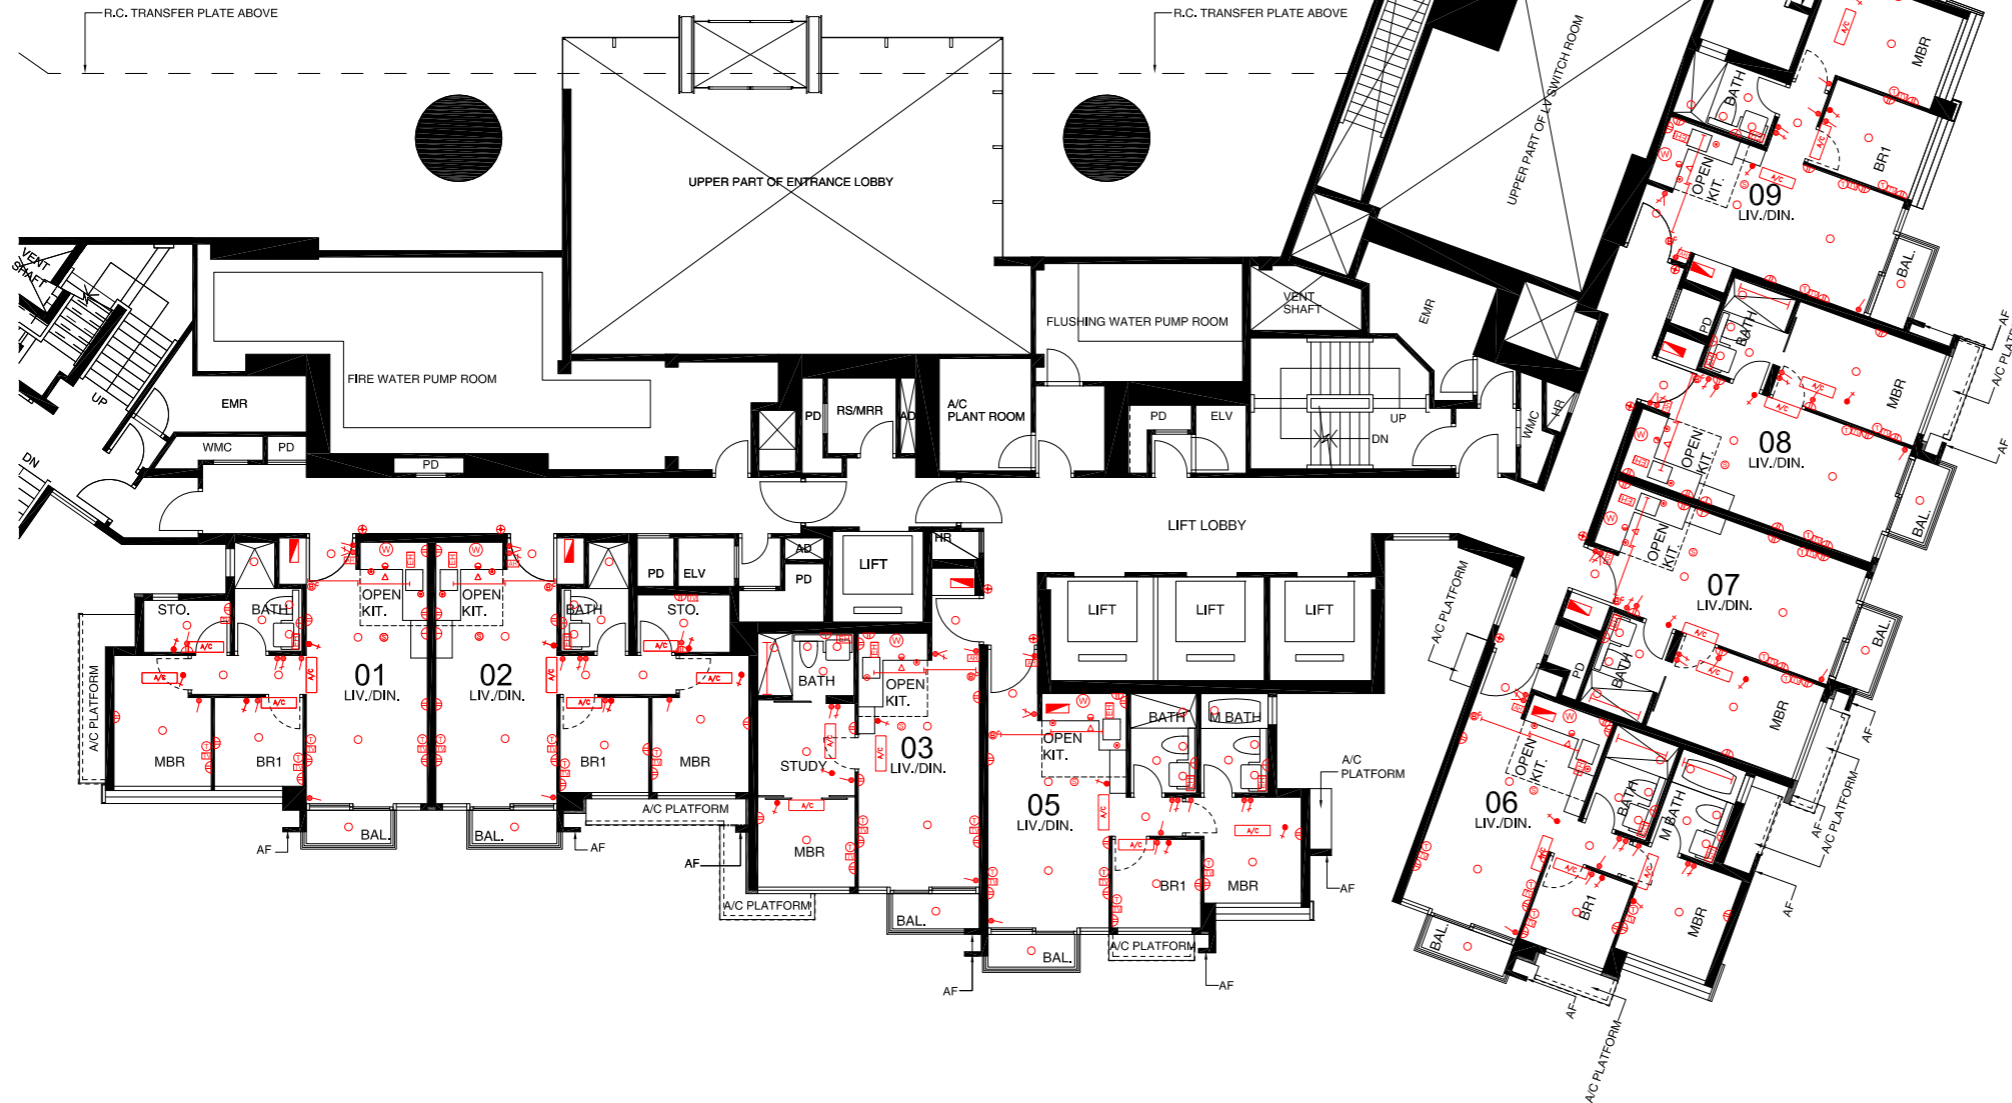 R.C. TRANSFER PLATE ABOVE
R.C. TRANSFER PLATE ABOVE
UPPER PART OF ENTRANCE LOBBY
UPPER PART OF LV SWITCH ROOM
VENT
SHAFT
UP
DN
EMR
WMC
PD
FIRE WATER PUMP ROOM
PD
PD
RS/MRR
AD
A/C
PLANT ROOM
FLUSHING WATER PUMP ROOM
PD
ELV
VENT
SHAFT
EMR
UP
DN
WMC
HR
LIFT LOBBY
AD
PD
ELV
PD
LIFT
HR
LIFT
LIFT
LIFT
STO.
BATH
OPEN
KIT.
01
LIV./DIN.
MBR
BR1
BAL.
A/C PLATFORM
AF
OPEN
KIT.
02
LIV./DIN.
BATH
STO.
BR1
MBR
BAL.
A/C PLATFORM
AF
AF
BATH
OPEN
KIT.
03
LIV./DIN.
STUDY
MBR
A/C PLATFORM
BAL.
AF
OPEN
KIT.
05
LIV./DIN.
BATH
M BATH
BR1
MBR
BAL.
A/C PLATFORM
AF
AF
A/C
PLATFORM
A/C PLATFORM
OPEN
KIT.
06
LIV./DIN.
BATH
M BATH
BR1
MBR
BAL.
AF
A/C PLATFORM
AF
A/C PLATFORM
AF
OPEN
KIT.
07
LIV./DIN.
PD
BATH
MBR
BAL.
AF
A/C PLATFORM
OPEN
KIT.
08
LIV./DIN.
PD
BATH
MBR
BAL.
AF
AF
OPEN
KIT.
09
LIV./DIN.
BATH
BR1
MBR
BAL.